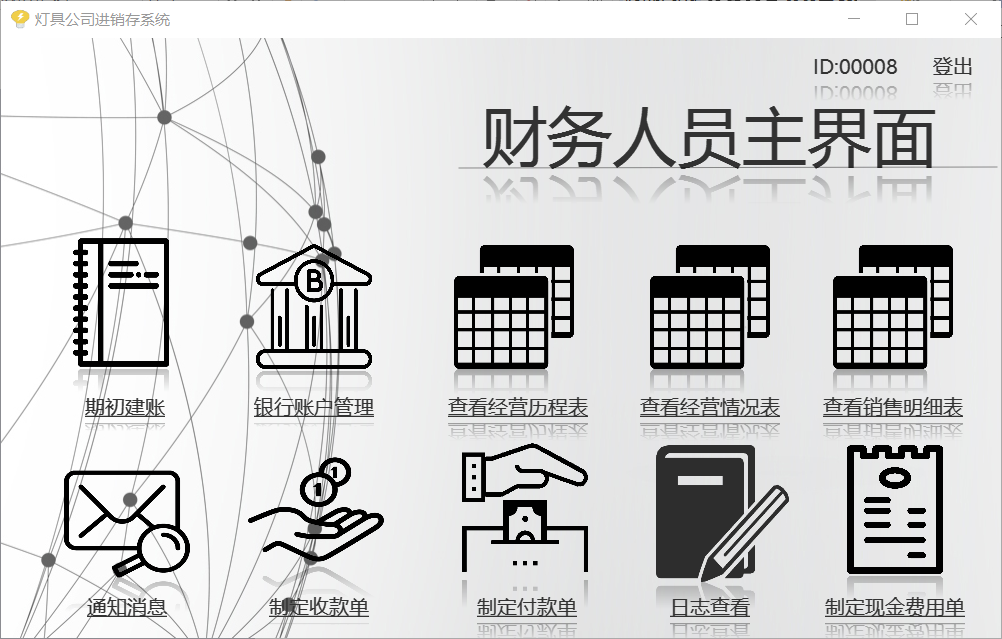 灯具公司进销存系统
ID:00008 登出
财务人员主界面
B
期初建账 银行账户管理 查看经营历程表 查看经营情况表 查看销售明细表
1
1
通知消息 制定收款单 制定付款单 日志查看 制定现金费用单